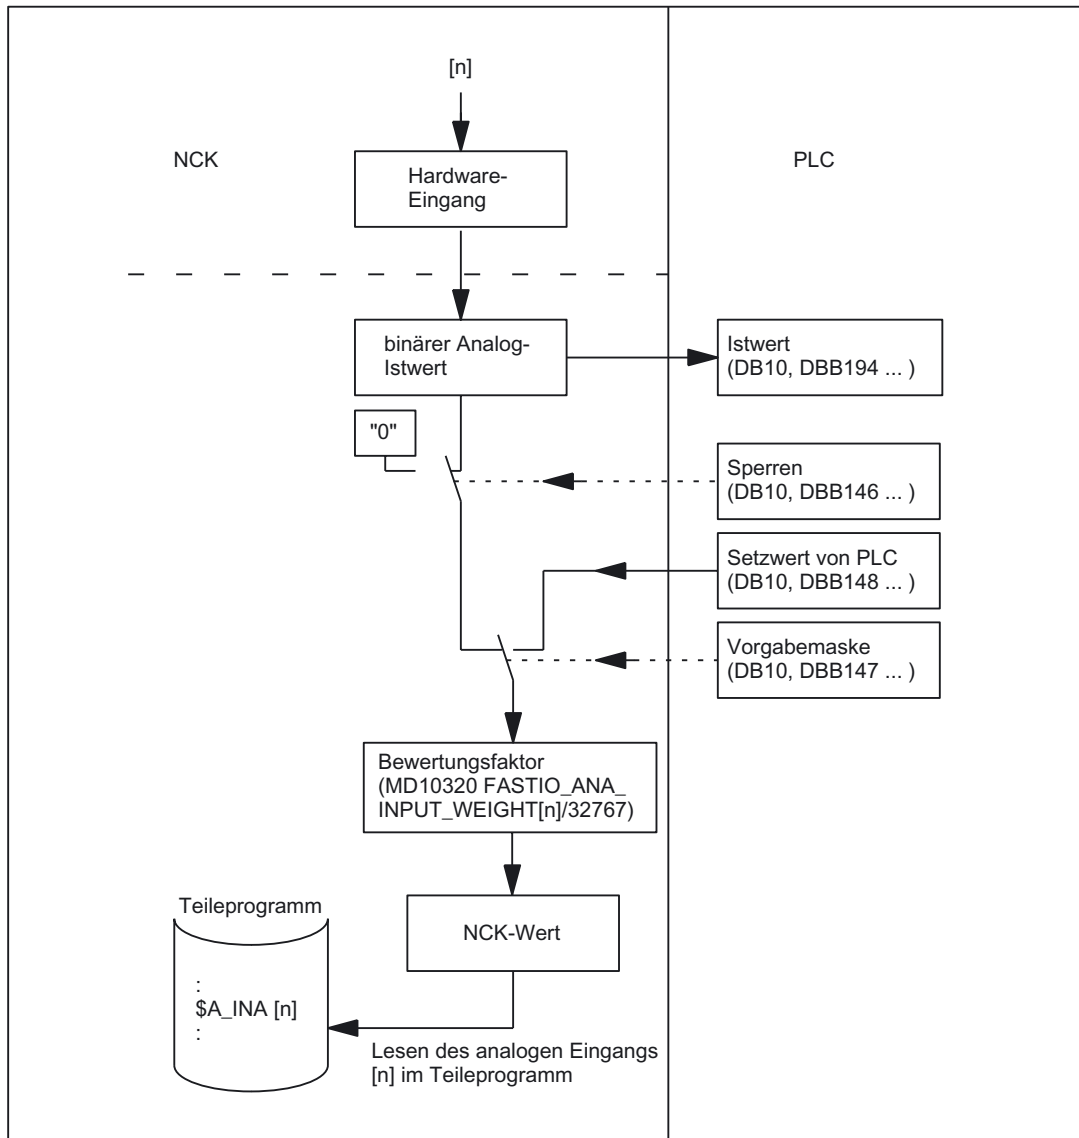 [n]
NCK
PLC
Hardware-
Eingang
binärer Analog-
Istwert
Istwert
(DB10, DBB194 ... )
"0"
Sperren
(DB10, DBB146 ... )
Setzwert von PLC
(DB10, DBB148 ... )
Vorgabemaske
(DB10, DBB147 ... )
Bewertungsfaktor
(MD10320 FASTIO_ANA_
INPUT_WEIGHT[n]/32767)
Teileprogramm
NCK-Wert
:
$A_INA [n]
:
Lesen des analogen Eingangs
[n] im Teileprogramm